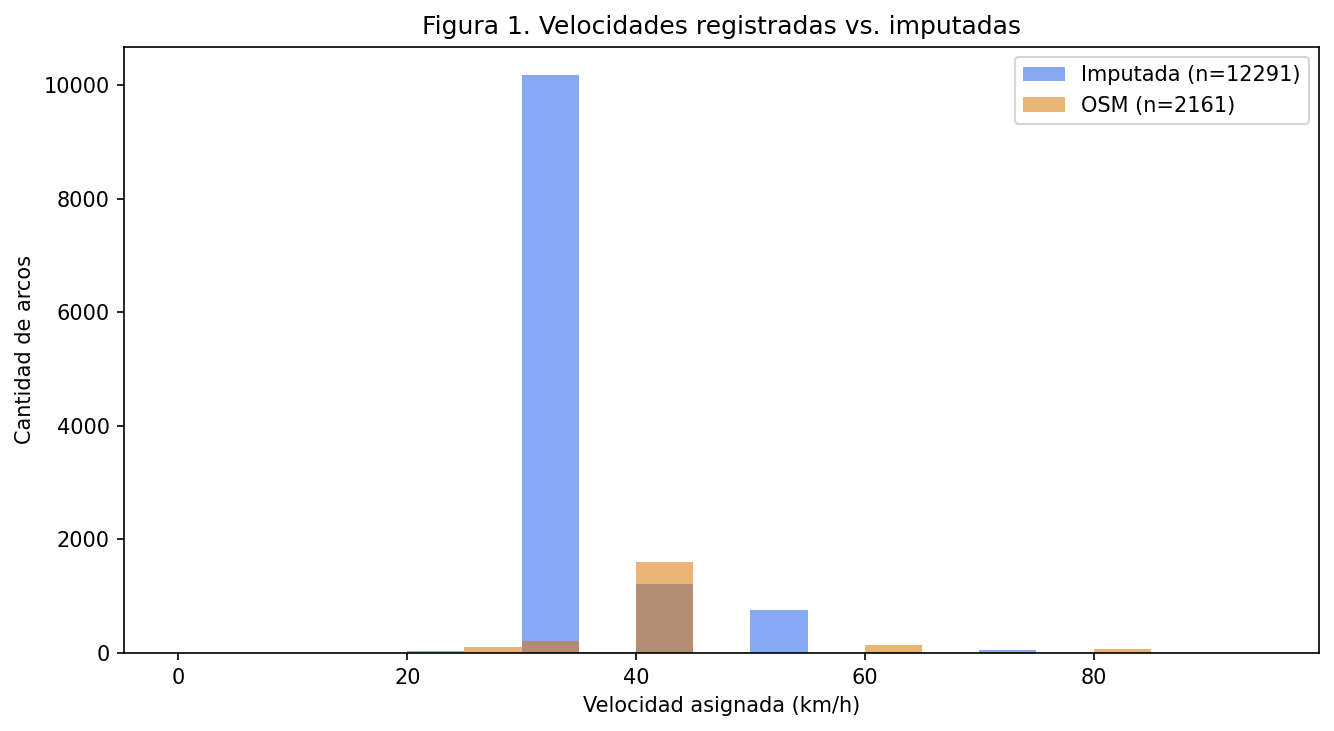 Figura 1. Velocidades registradas vs. imputadas
Imputada (n=12291)
OSM (n=2161)
10000
8000
6000
4000
2000
0
Cantidad de arcos
0
20
40
60
80
Velocidad asignada (km/h)